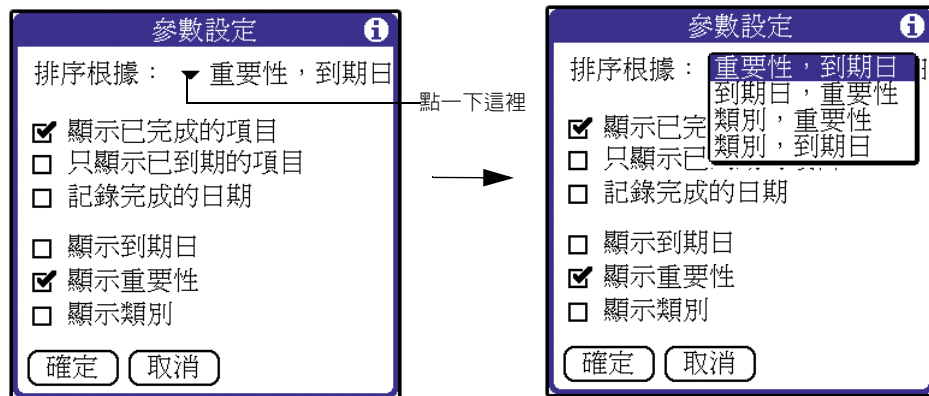 參數設定
排序根據： 重要性，到期日
顯示已完成的項目
只顯示已到期的項目
記錄完成的日期
顯示到期日
顯示重要性
顯示類別
確定 取消
點一下這裡
參數設定
排序根據： 重要性，到期日
到期日，重要性
類別，重要性
類別，到期日
顯示已完
只顯示已
記錄完成的日期
顯示到期日
顯示重要性
顯示類別
確定 取消